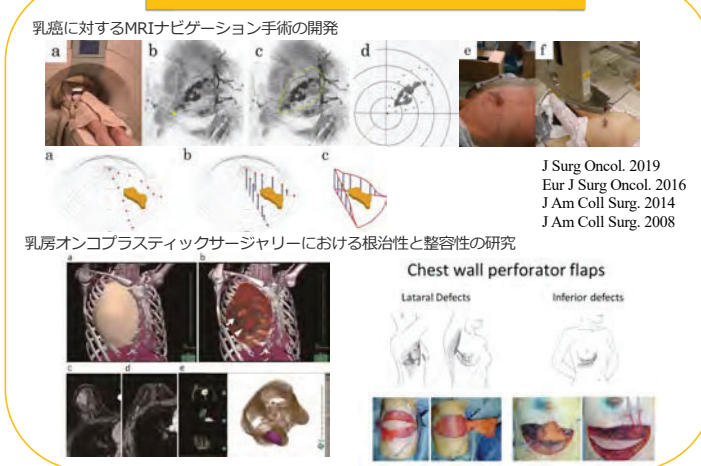 乳癌に対するMRIナビゲーション手術の開発
a b c d e f
a b c
J Surg Oncol. 2019
Eur J Surg Oncol. 2016
J Am Coll Surg. 2014
J Am Coll Surg. 2008
乳房オンコプラスティックサージャリーにおける根治性と整容性の研究
a b
c d e
Chest wall perforator flaps
Lataral Defects Inferior defects